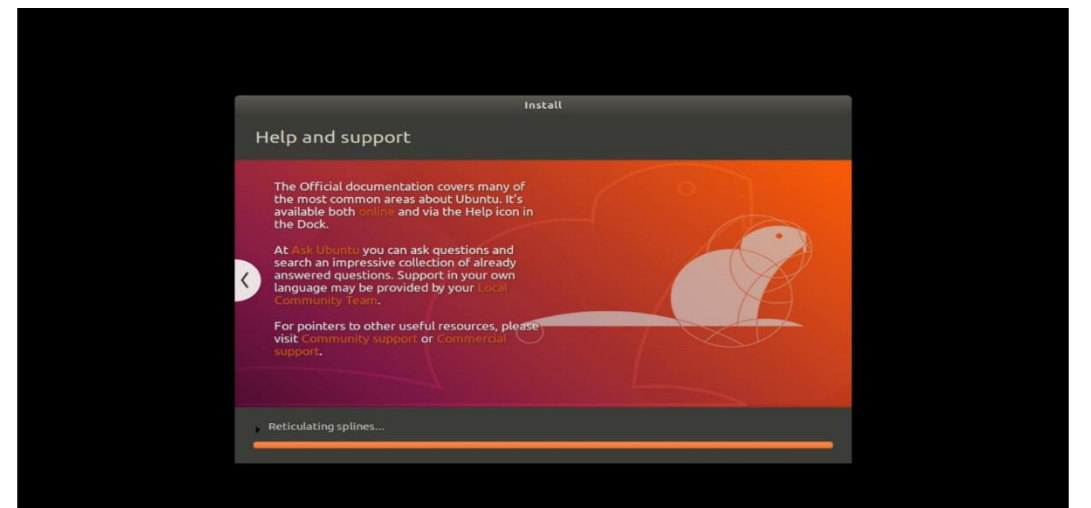 Install
Help and support
The Official documentation covers many of
the most common areas about Ubuntu. It's
available both online and via the Help icon in
the Dock.
At Ask Ubuntu you can ask questions and
search an impressive collection of already
answered questions. Support in your own
language may be provided by your Local
Community Team.
For pointers to other useful resources, please
visit Community support or Commercial
support.
Reticulating splines...